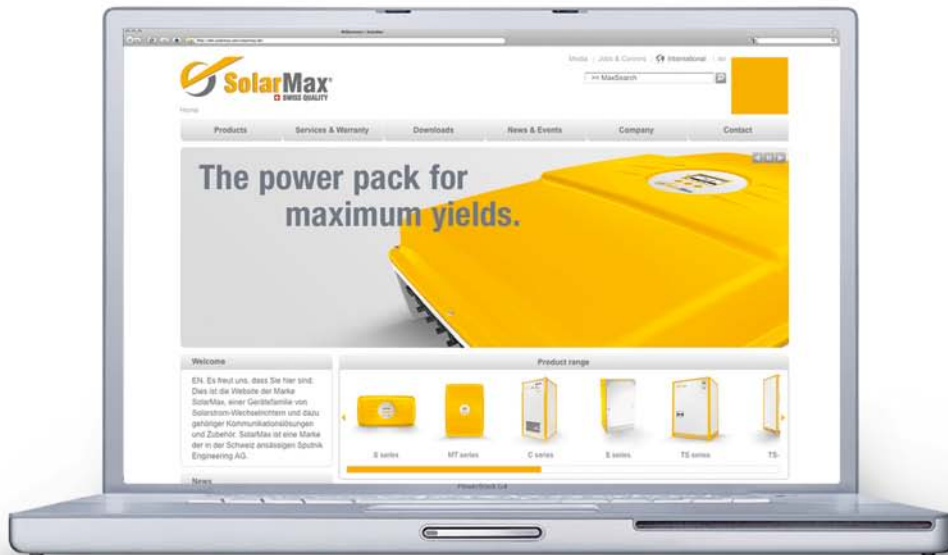 Media | Jobs & Careers | International
SolarMax®
SWISS QUALITY
>> MaxSearch
Home
Products Services & Warranty Downloads News & Events Company Contact
The power pack for
maximum yields.
Welcome
EN. Es freut uns, dass Sie hier sind.
Dies ist die Website der Marke
SolarMax, einer Gerätefamilie von
Solarstrom-Wechselrichtern und dazu
gehöriger Kommunikationslösungen
und Zubehör. SolarMax ist eine Marke
der in der Schweiz ansässigen Sputnik
Engineering AG.
Product range
S series MT series C series S series TS series TS-
News
PowerBook G4